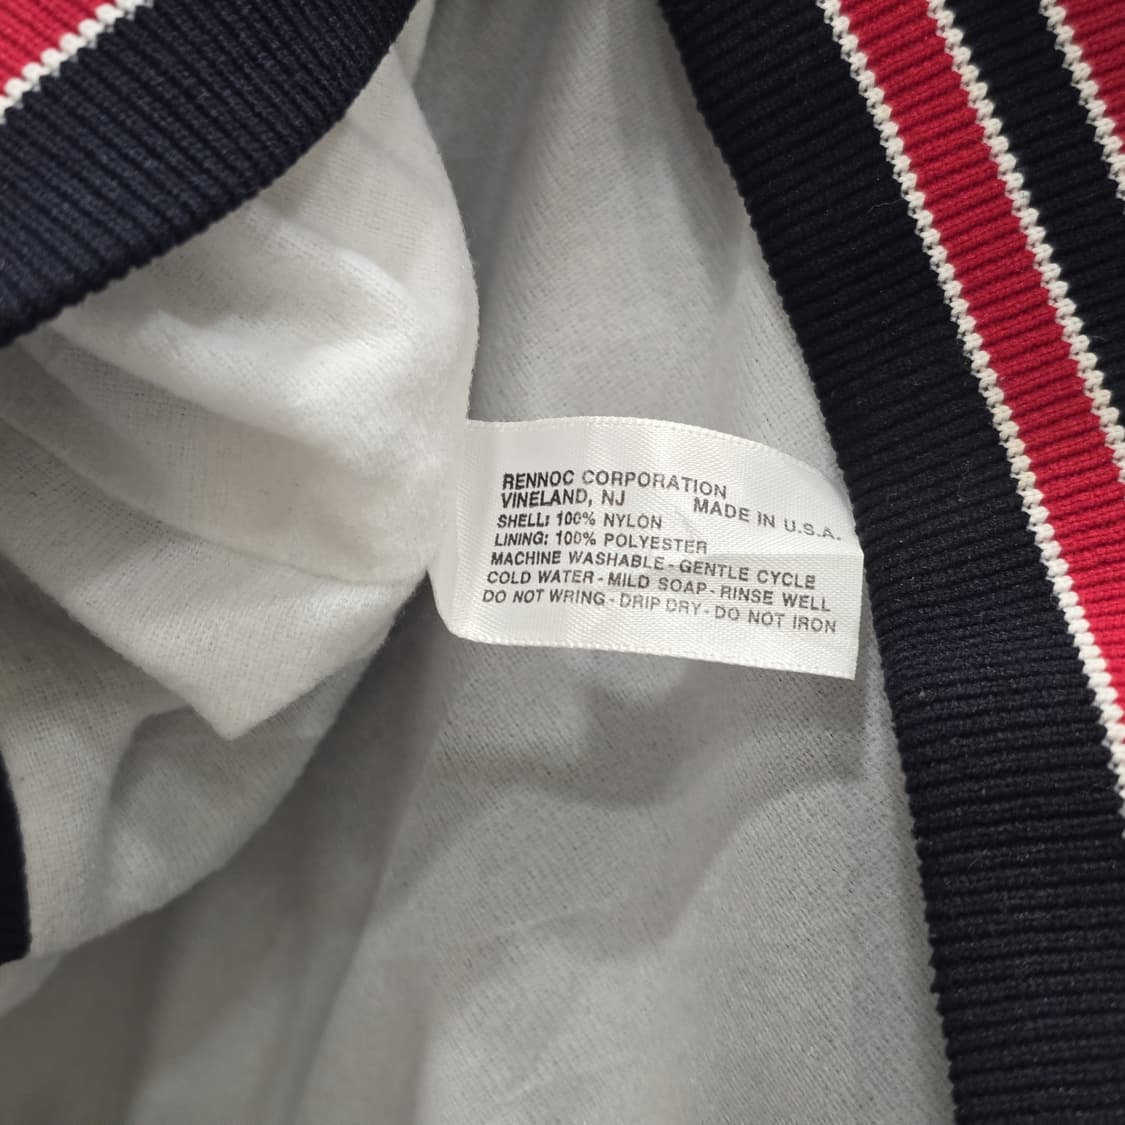 RENNOC CORPORATION
VINELAND, NJ MADE IN U.S.A.
SHELL: 100% NYLON
LINING: 100% POLYESTER
MACHINE WASHABLE - GENTLE CYCLE
COLD WATER - MILD SOAP - RINSE WELL
DO NOT WRING - DRIP DRY - DO NOT IRON